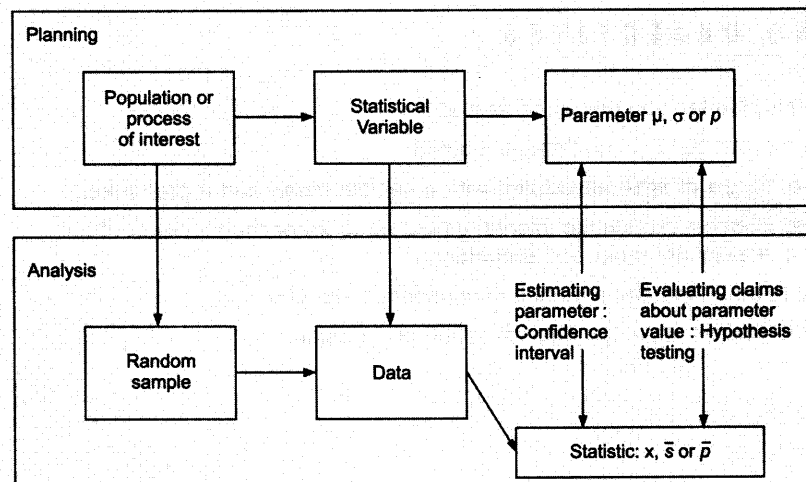 Planning
Population or
process
of interest
Statistical
Variable
Parameter μ, σ or p
Analysis
Estimating
parameter :
Confidence
interval
Evaluating claims
about parameter
value : Hypothesis
testing
Random
sample
Data
Statistic: x, s̅ or p̅